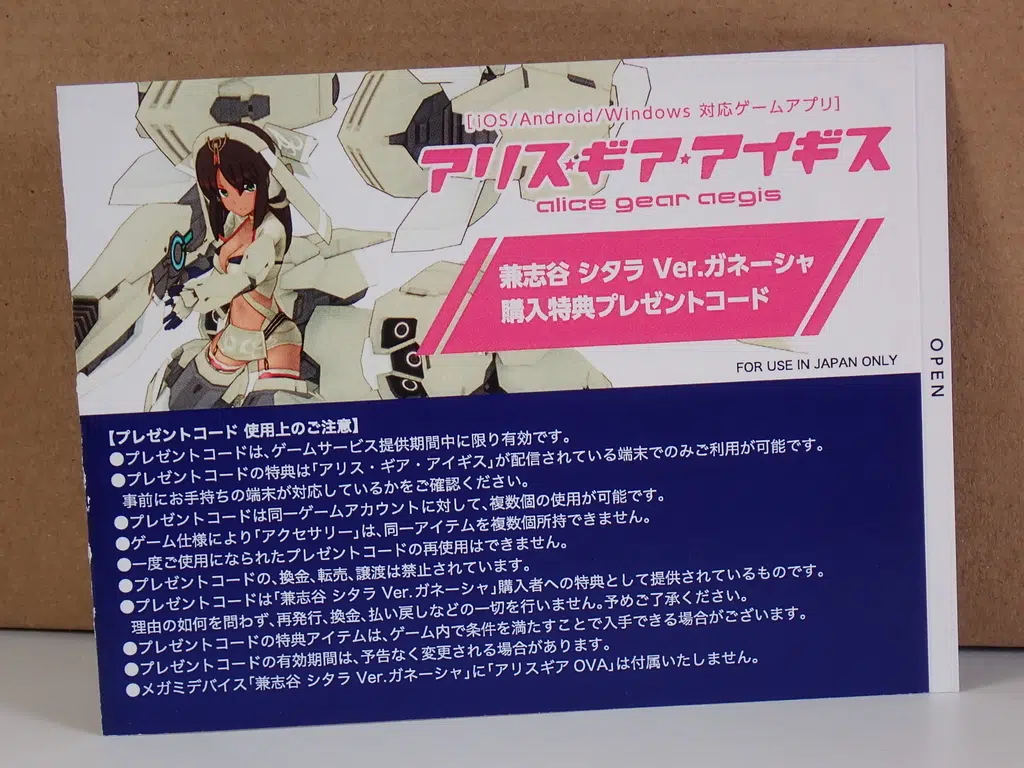 [iOS/Android/Windows 対応ゲームアプリ]
アリス★ギア★アイギス
alice gear aegis
兼志谷 シタラ Ver.ガネーシャ
購入特典プレゼントコード
FOR USE IN JAPAN ONLY
OPEN
【プレゼントコード 使用上のご注意】
●プレゼントコードは、ゲームサービス提供期間中に限り有効です。
●プレゼントコードの特典は「アリス・ギア・アイギス」が配信されている端末でのみご利用が可能です。
事前にお手持ちの端末が対応しているかをご確認ください。
●プレゼントコードは同一ゲームアカウントに対して、複数個の使用が可能です。
●ゲーム仕様により「アクセサリー」は、同一アイテムを複数個所持できません。
●一度ご使用になられたプレゼントコードの再使用はできません。
●プレゼントコードの、換金、転売、譲渡は禁止されています。
●プレゼントコードは「兼志谷 シタラ Ver.ガネーシャ」購入者への特典として提供されているものです。
理由の如何を問わず、再発行、換金、払い戻しなどの一切を行いません。予めご了承ください。
●プレゼントコードの特典アイテムは、ゲーム内で条件を満たすことで入手できる場合がございます。
●プレゼントコードの有効期間は、予告なく変更される場合があります。
●メガミデバイス「兼志谷 シタラ Ver.ガネーシャ」に「アリスギア OVA」は付属いたしません。